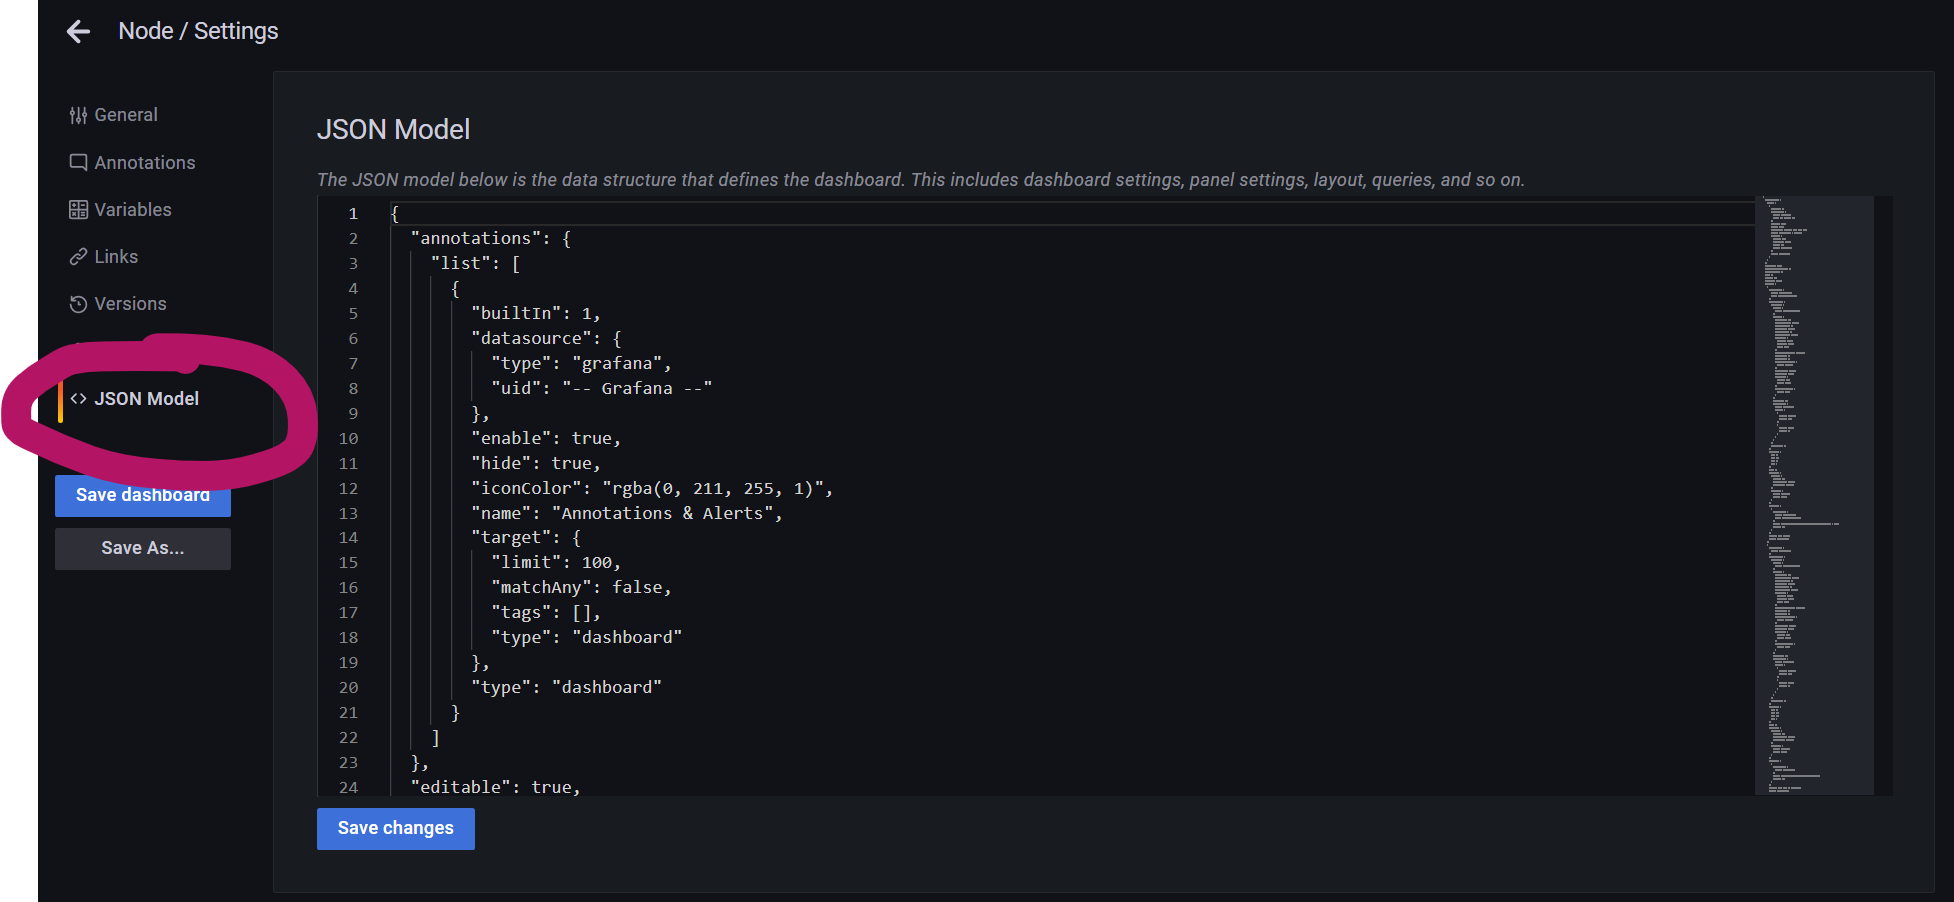 Node / Settings
General
Annotations
Variables
Links
Versions
<> JSON Model
Save dashboard
Save As...
JSON Model
The JSON model below is the data structure that defines the dashboard. This includes dashboard settings, panel settings, layout, queries, and so on.
1 {
2 "annotations": {
3 "list": [
4 {
5 "builtIn": 1,
6 "datasource": {
7 "type": "grafana",
8 "uid": "-- Grafana --"
9 },
10 "enable": true,
11 "hide": true,
12 "iconColor": "rgba(0, 211, 255, 1)",
13 "name": "Annotations & Alerts",
14 "target": {
15 "limit": 100,
16 "matchAny": false,
17 "tags": [],
18 "type": "dashboard"
19 },
20 "type": "dashboard"
21 }
22 ]
23 },
24 "editable": true,
Save changes